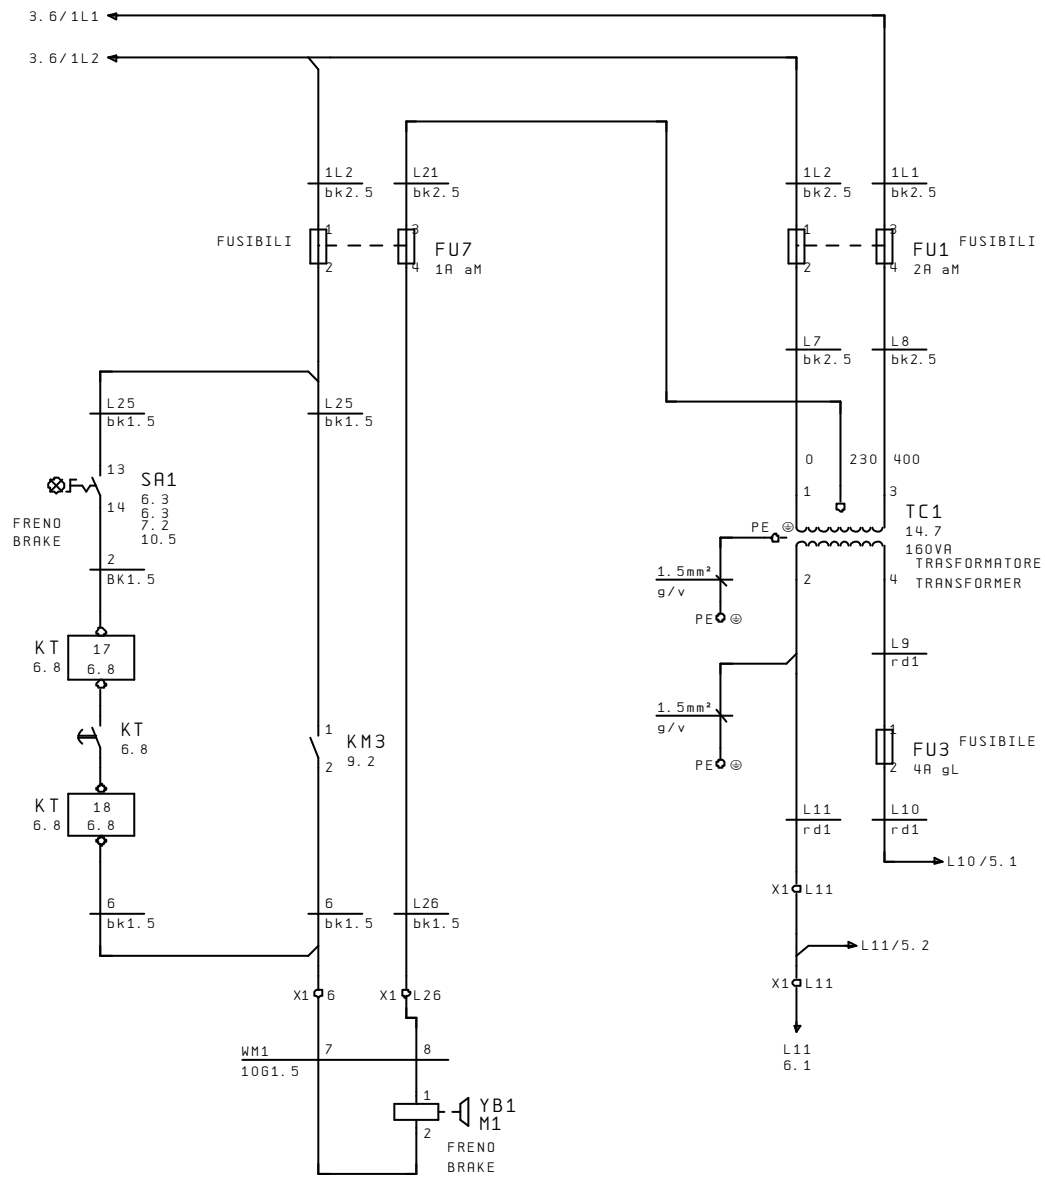 3.6/1L1
3.6/1L2
1L2
bk2.5
L21
bk2.5
1L2
bk2.5
1L1
bk2.5
FUSIBILI
1
2
3
4
FU7
1A aM
1
2
3
4
FU1
2A aM
FUSIBILI
L7
bk2.5
L8
bk2.5
L25
bk1.5
L25
bk1.5
0
230
400
1
3
13
14
SA1
6.3
6.3
7.2
10.5
FRENO
BRAKE
PE
TC1
14.7
160VA
TRASFORMATORE
TRANSFORMER
2
BK1.5
1.5mm²
g/v
PE
2
4
KT
6.8
17
6.8
L9
rd1
KT
6.8
1
2
KM3
9.2
1.5mm²
g/v
PE
1
2
FU3
4A gL
FUSIBILE
KT
6.8
18
6.8
L11
rd1
L10
rd1
L10/5.1
6
bk1.5
6
bk1.5
L26
bk1.5
X1
L11
L11/5.2
X1
6
X1
L26
X1
L11
WM1
10G1.5
7
8
L11
6.1
1
2
YB1
M1
FRENO
BRAKE